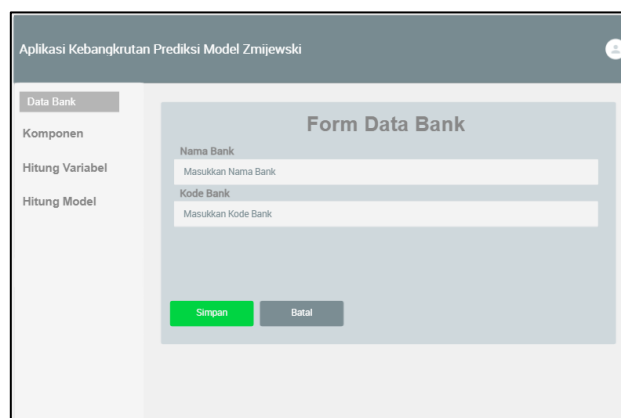 Aplikasi Kebangkrutan Prediksi Model Zmijewski
Data Bank
Komponen
Hitung Variabel
Hitung Model
Form Data Bank
Nama Bank
Masukkan Nama Bank
Kode Bank
Masukkan Kode Bank
Simpan
Batal